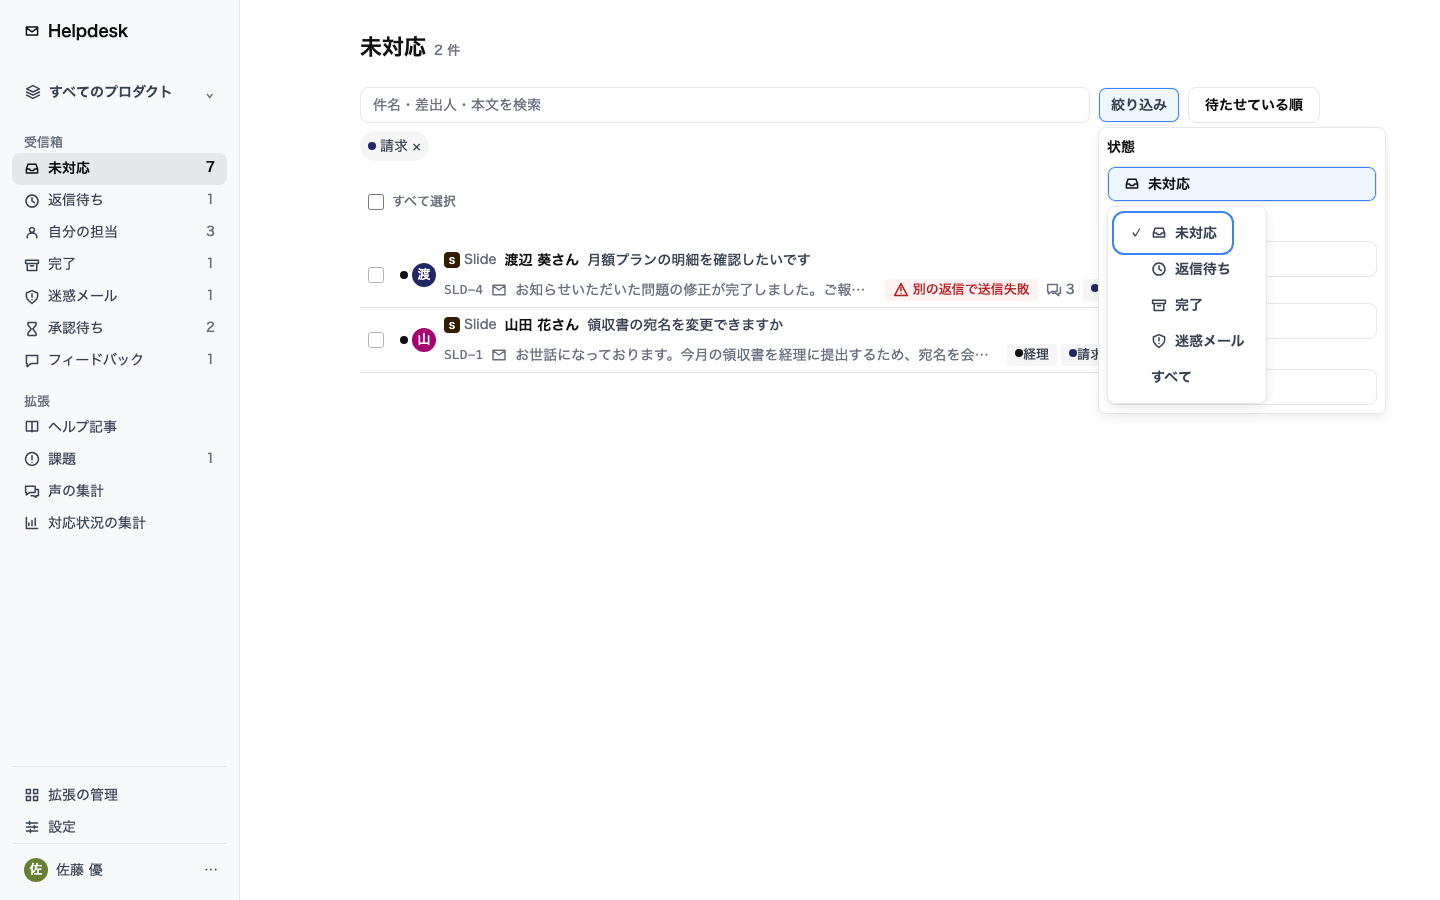 Helpdesk
すべてのプロダクト
受信箱
未対応 7
返信待ち 1
自分の担当 3
完了 1
迷惑メール 1
承認待ち 2
フィードバック 1
拡張
ヘルプ記事
課題 1
声の集計
対応状況の集計
拡張の管理
設定
佐 佐藤 優 …
未対応 2 件
件名・差出人・本文を検索 絞り込み 待たせている順
請求 ×
すべて選択
渡 S Slide 渡辺 葵さん 月額プランの明細を確認したいです
SLD-4 お知らせいただいた問題の修正が完了しました。ご報… 別の返信で送信失敗 3
山 S Slide 山田 花さん 領収書の宛名を変更できますか
SLD-1 お世話になっております。今月の領収書を経理に提出するため、宛名を会… 経理 請求
状態
未対応
✓ 未対応
返信待ち
完了
迷惑メール
すべて